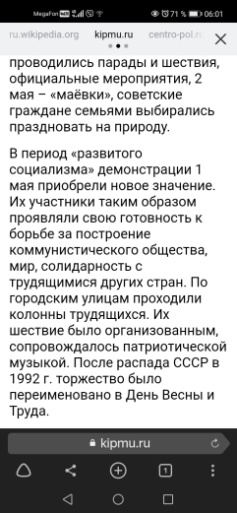 MegaFon 71 % 06:01
ru.wikipedia.org kipmu.ru centro-pol.r
проводились парады и шествия,
официальные мероприятия, 2
мая – «маёвки», советские
граждане семьями выбирались
праздновать на природу.
В период «развитого
социализма» демонстрации 1
мая приобрели новое значение.
Их участники таким образом
проявляли свою готовность к
борьбе за построение
коммунистического общества,
мир, солидарность с
трудящимися других стран. По
городским улицам проходили
колонны трудящихся. Их
шествие было организованным,
сопровождалось патриотической
музыкой. После распада СССР в
1992 г. торжество было
переименовано в День Весны и
Труда.
kipmu.ru
1